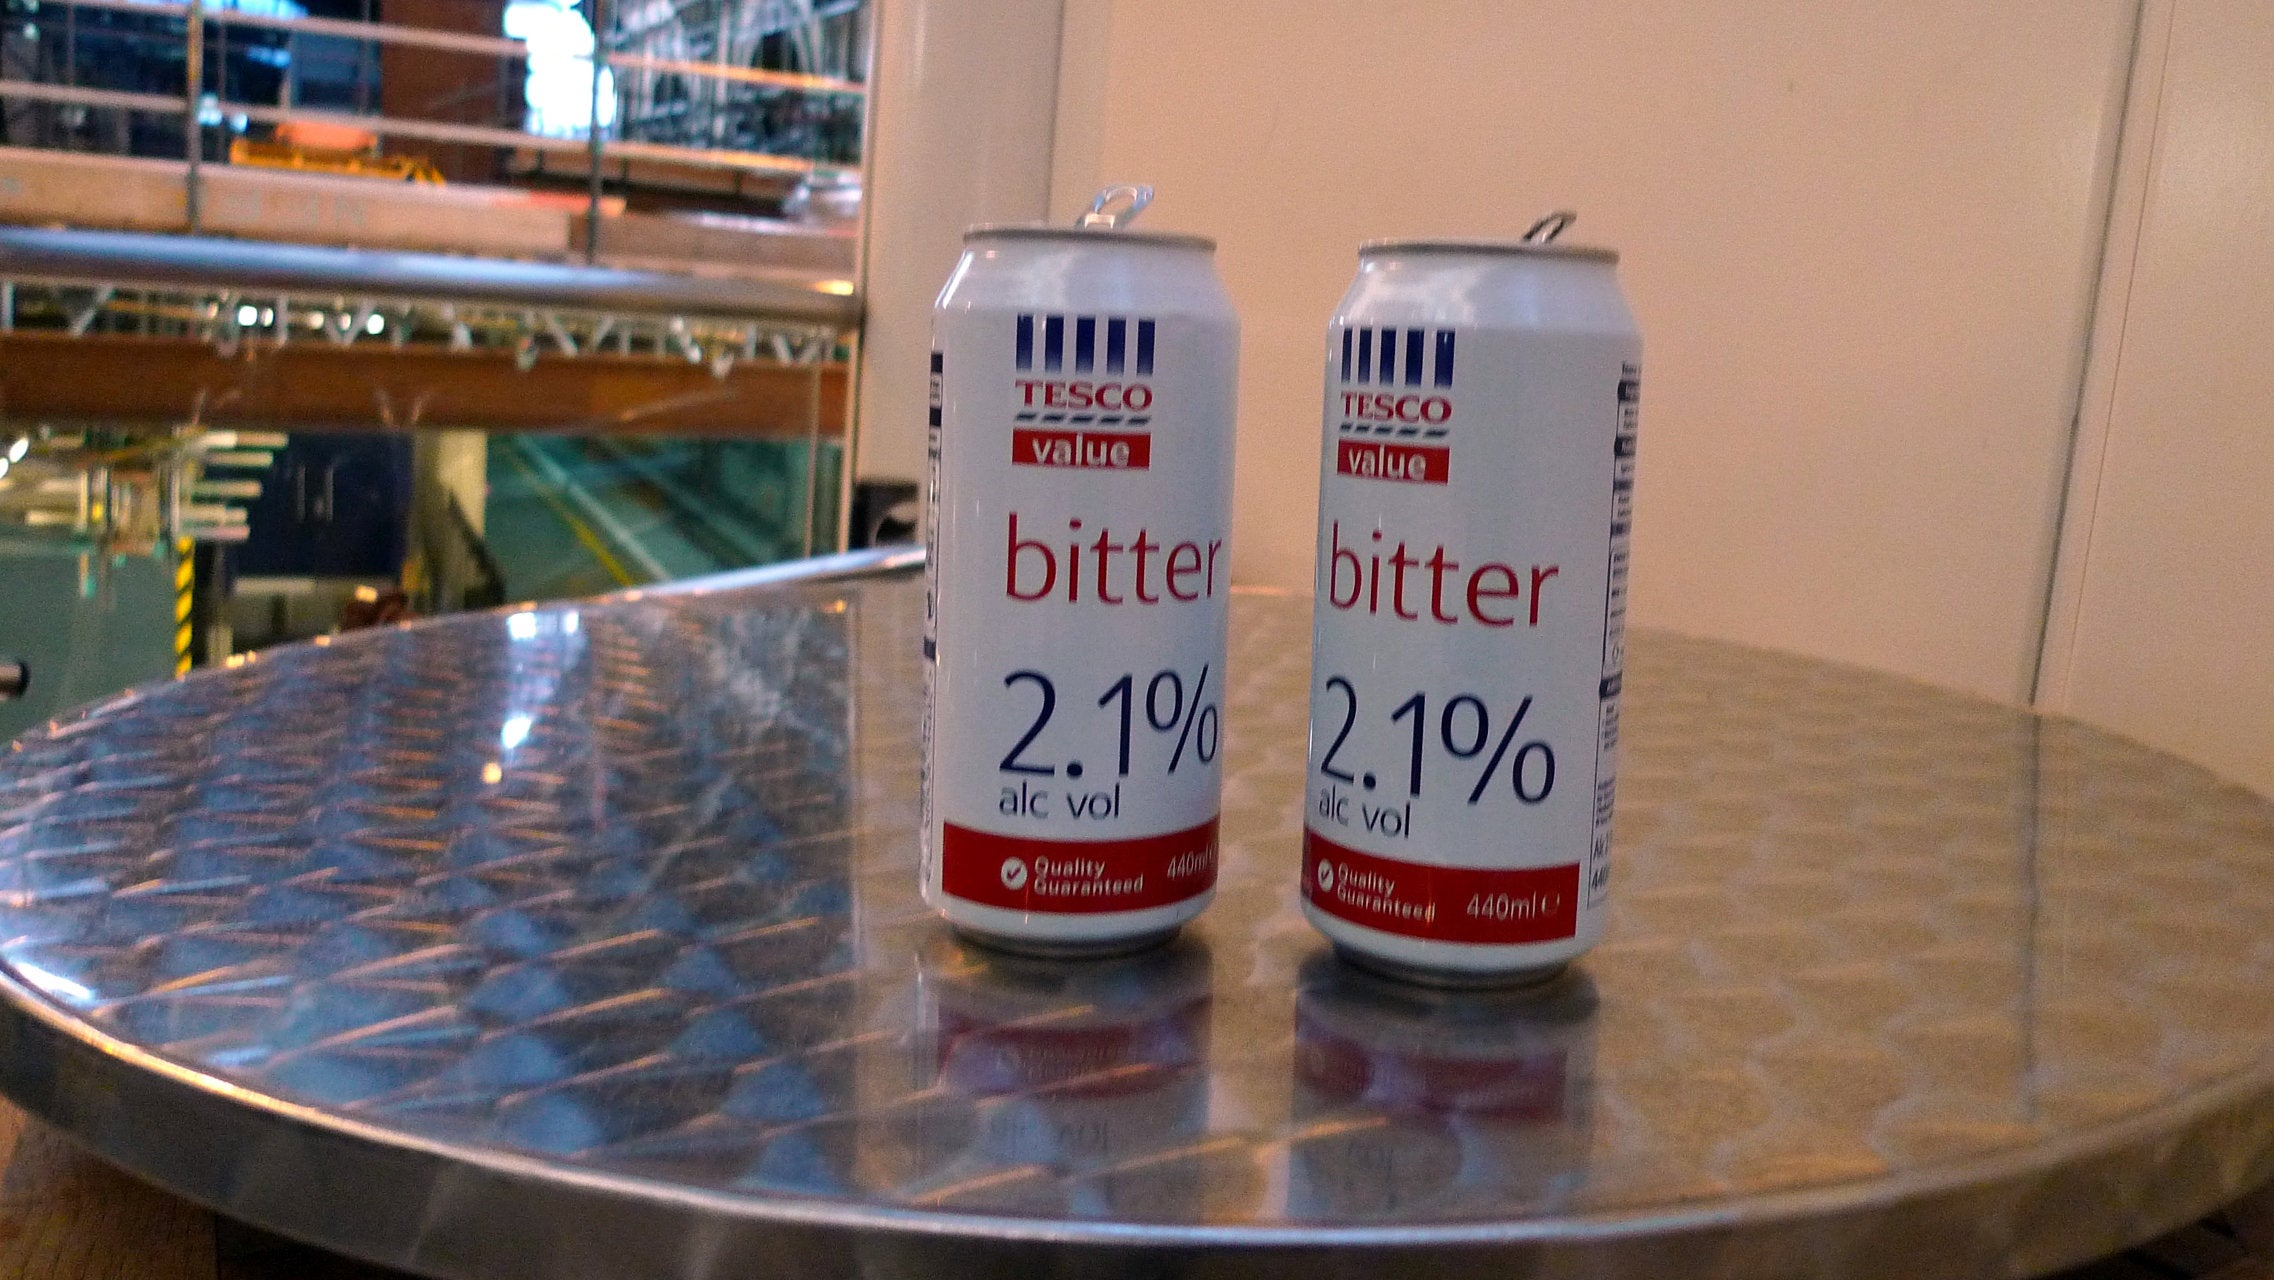 TESCO
value
bitter
2.1%
alc vol
Quality
Guaranteed
440ml
TESCO
value
bitter
2.1%
alc vol
Quality
Guaranteed
440ml e